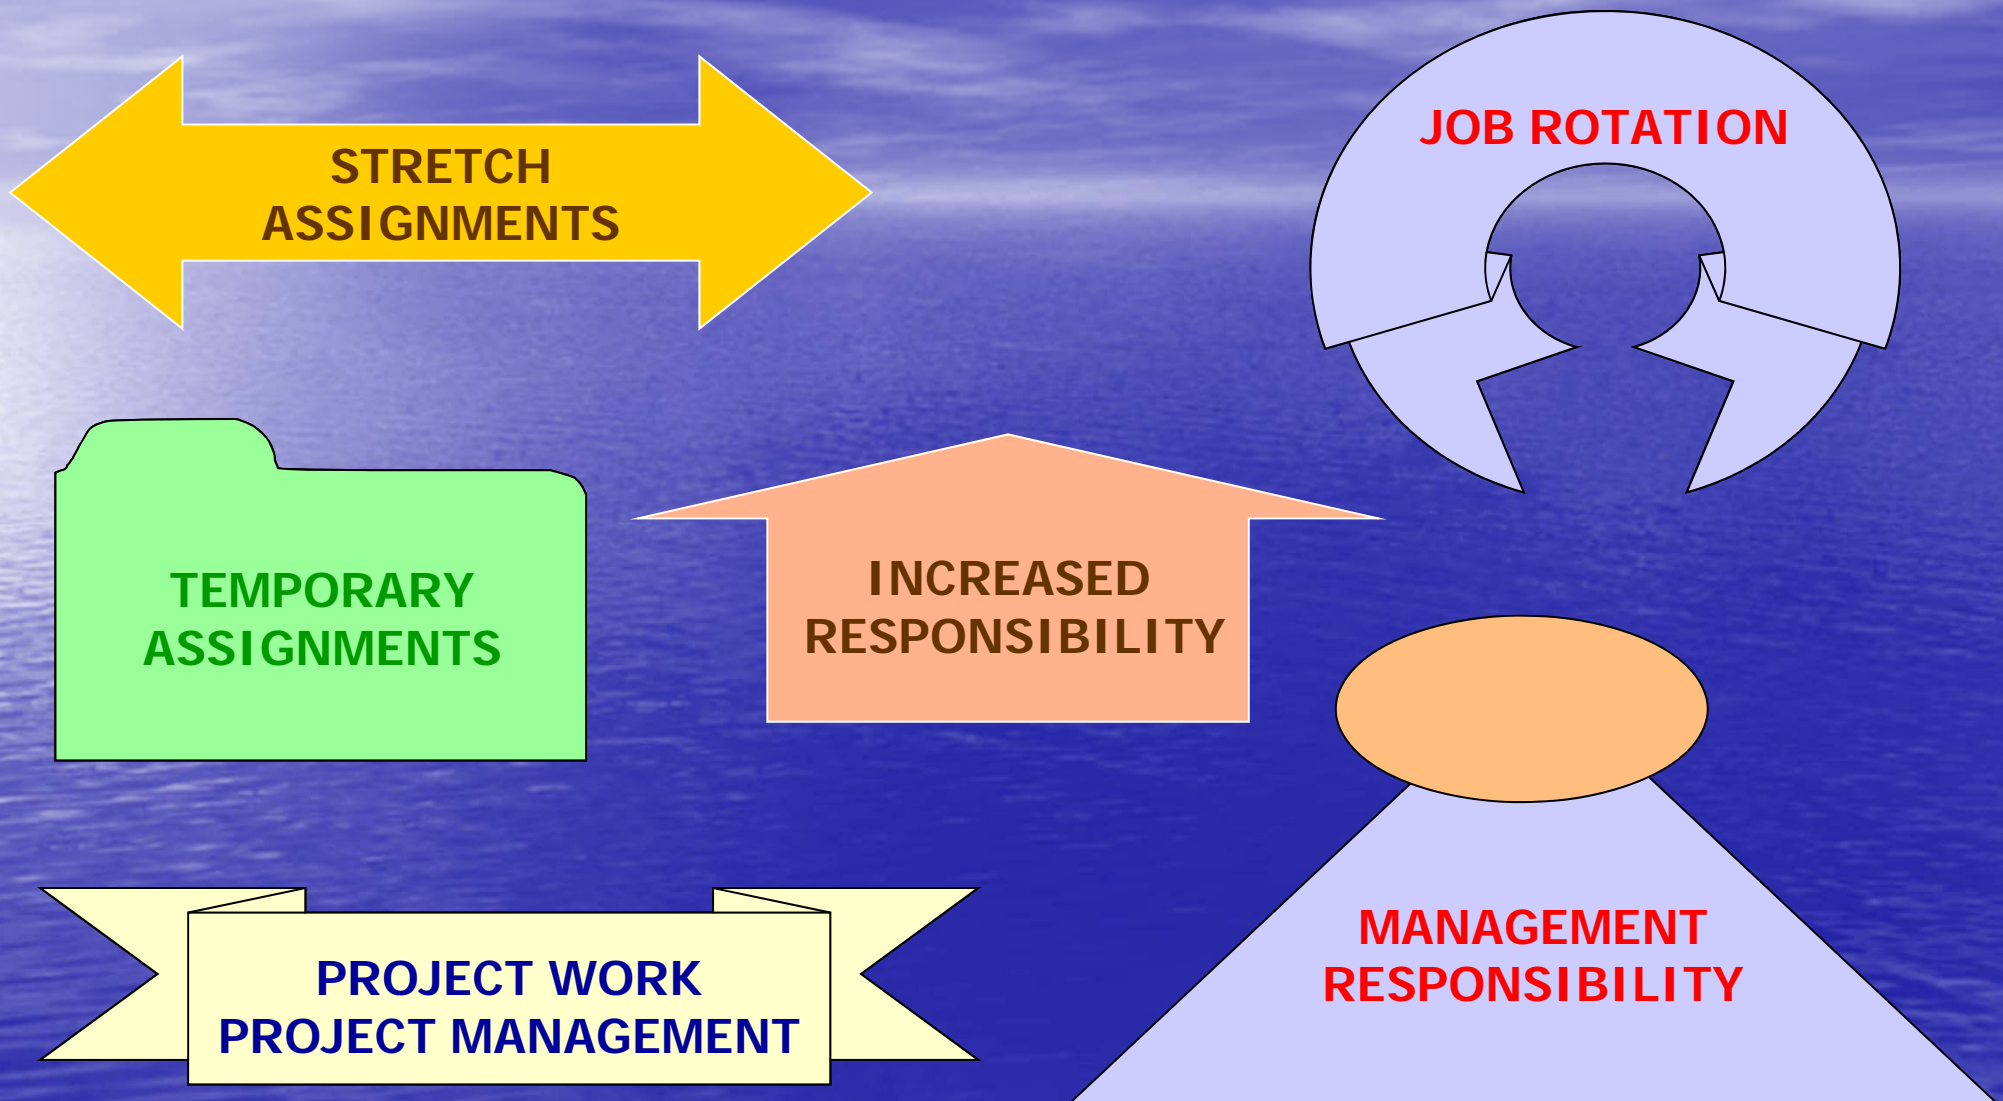 STRETCH
ASSIGNMENTS
JOB ROTATION
TEMPORARY
ASSIGNMENTS
INCREASED
RESPONSIBILITY
PROJECT WORK
PROJECT MANAGEMENT
MANAGEMENT
RESPONSIBILITY